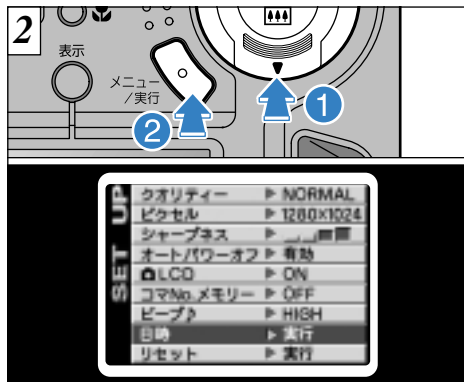 2
表示
メニュー
/実行
2
1
SET UP
クオリティー ▶ NORMAL
ピクセル ▶ 1280×1024
シャープネス ▶
オートパワーオフ ▶ 有効
LCD ▶ ON
コマNo.メモリー ▶ OFF
ビープ♪ ▶ HIGH
日時 ▶ 実行
リセット ▶ 実行